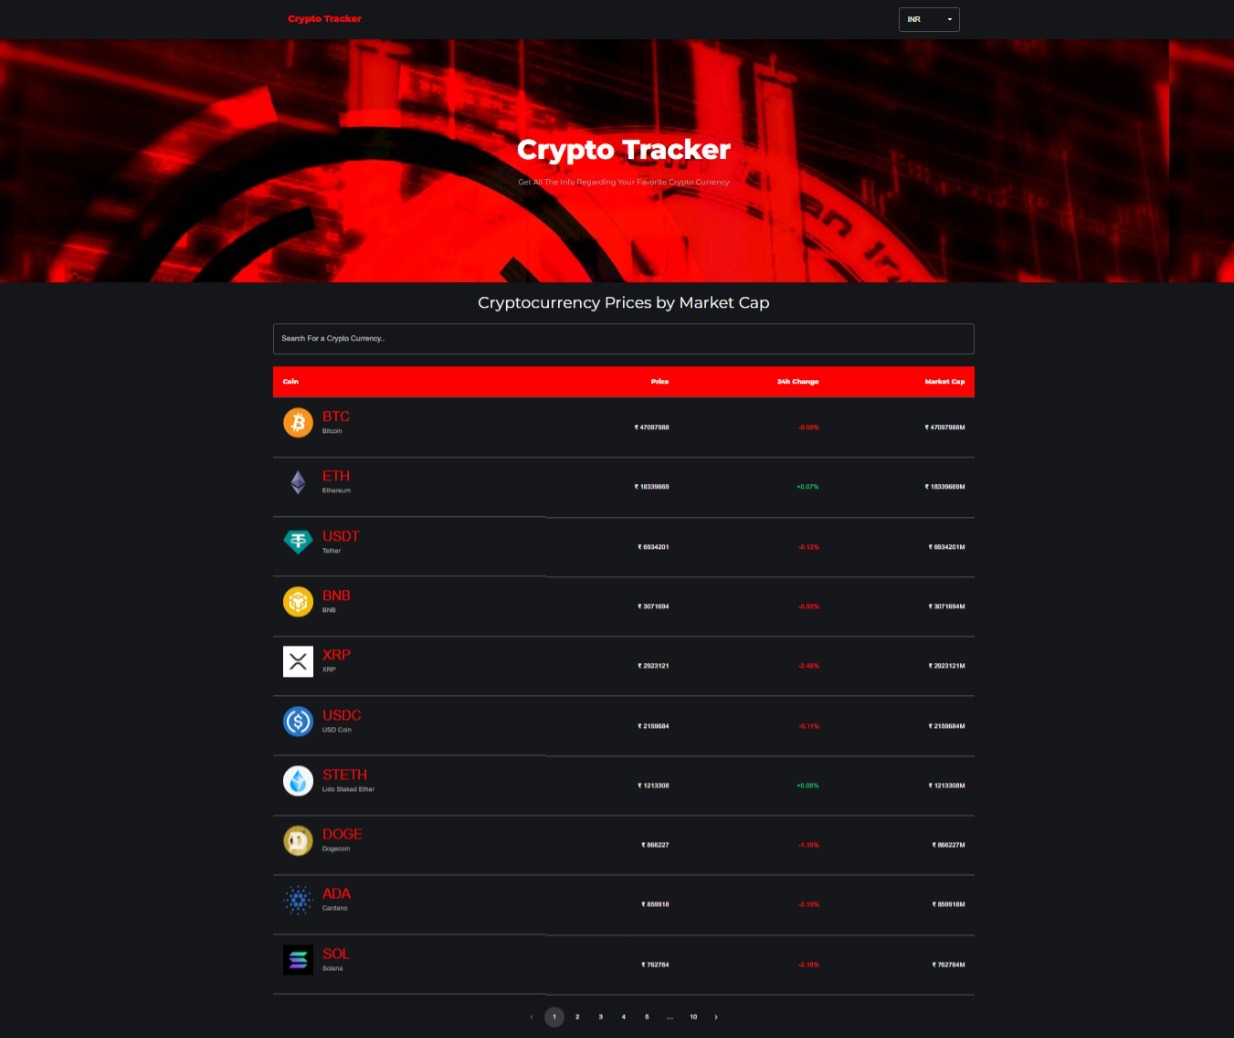 Crypto Tracker
INR
Crypto Tracker
Get All The Info Regarding Your Favorite Crypto Currency
an In
Cryptocurrency Prices by Market Cap
Search For a Crypto Currency..
Coin Price 24h Change Market Cap
BTC
Bitcoin
₹ 47097988 -0.09% ₹ 47097988M
ETH
Ethereum
₹ 18339669 +0.07% ₹ 18339669M
USDT
Tether
₹ 6934201 -0.12% ₹ 6934201M
BNB
BNB
₹ 3071694 -0.82% ₹ 3071694M
XRP
XRP
₹ 2923121 -2.46% ₹ 2923121M
USDC
USD Coin
₹ 2159684 ₹ 2159684M
STETH
Lido Staked Ether
₹ 1213308 +0.08% ₹ 1213308M
DOGE
Dogecoin
₹ 866227 -1.16% ₹ 866227M
ADA
Cardano
₹ 859918 -2.19% ₹ 859918M
SOL
Solana
₹ 762764 -2.18% ₹ 762764M
‹ 1 2 3 4 5 … 10 ›